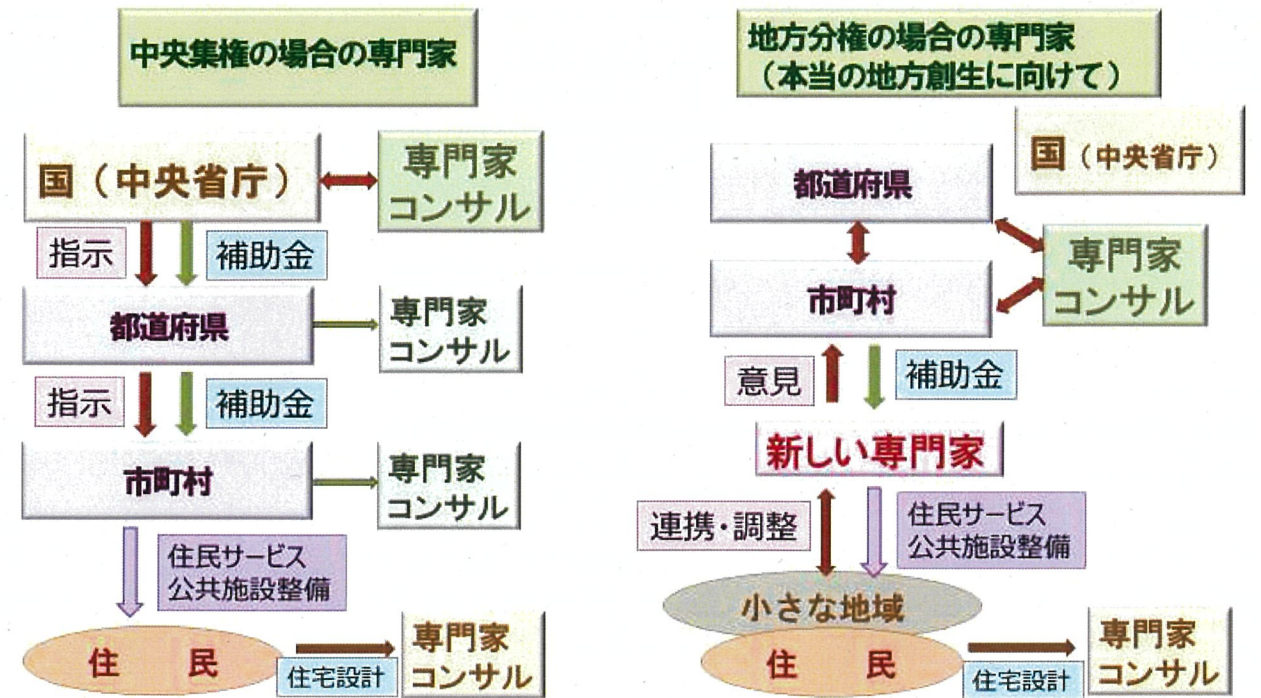 中央集権の場合の専門家
国（中央省庁）
専門家
コンサル
指示
補助金
都道府県
専門家
コンサル
指示
補助金
市町村
専門家
コンサル
住民サービス
公共施設整備
住　民
住宅設計
専門家
コンサル
地方分権の場合の専門家
（本当の地方創生に向けて）
国（中央省庁）
都道府県
専門家
コンサル
市町村
意見
補助金
新しい専門家
連携・調整
住民サービス
公共施設整備
小さな地域
住　民
住宅設計
専門家
コンサル